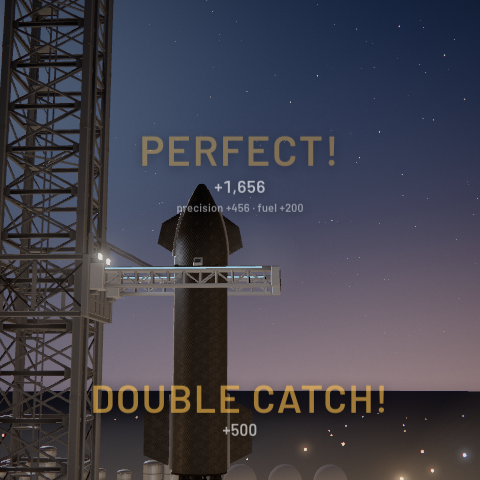 PERFECT!
+1,656
precision +456 · fuel +200
DOUBLE CATCH!
+500